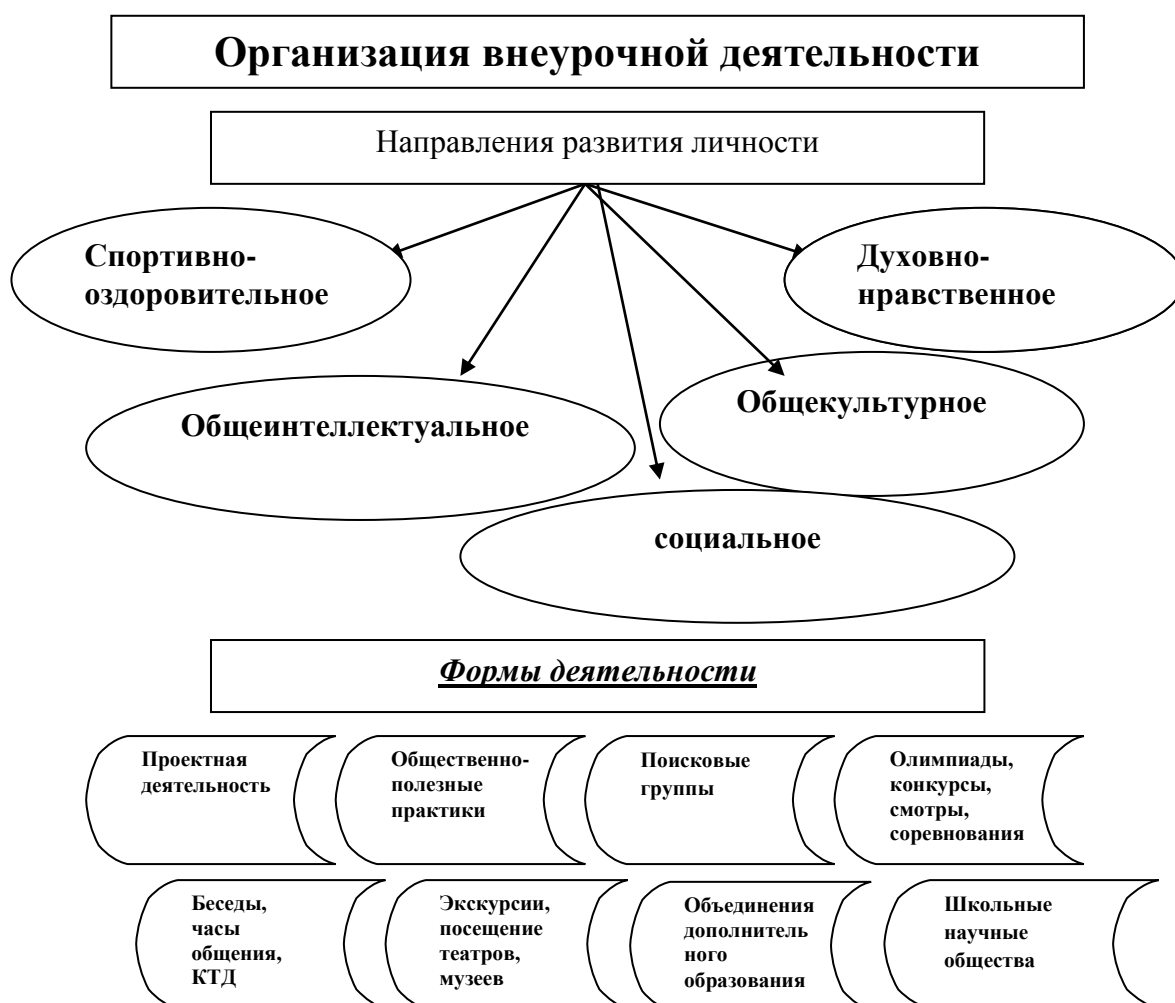 Организация внеурочной деятельности
Направления развития личности
Спортивно-
оздоровительное
Духовно-
нравственное
Общеинтеллектуальное
Общекультурное
социальное
Формы деятельности
Проектная
деятельность
Общественно-
полезные
практики
Поисковые
группы
Олимпиады,
конкурсы,
смотры,
соревнования
Беседы,
часы
общения,
КТД
Экскурсии,
посещение
театров,
музеев
Объединения
дополнитель
ного
образования
Школьные
научные
общества